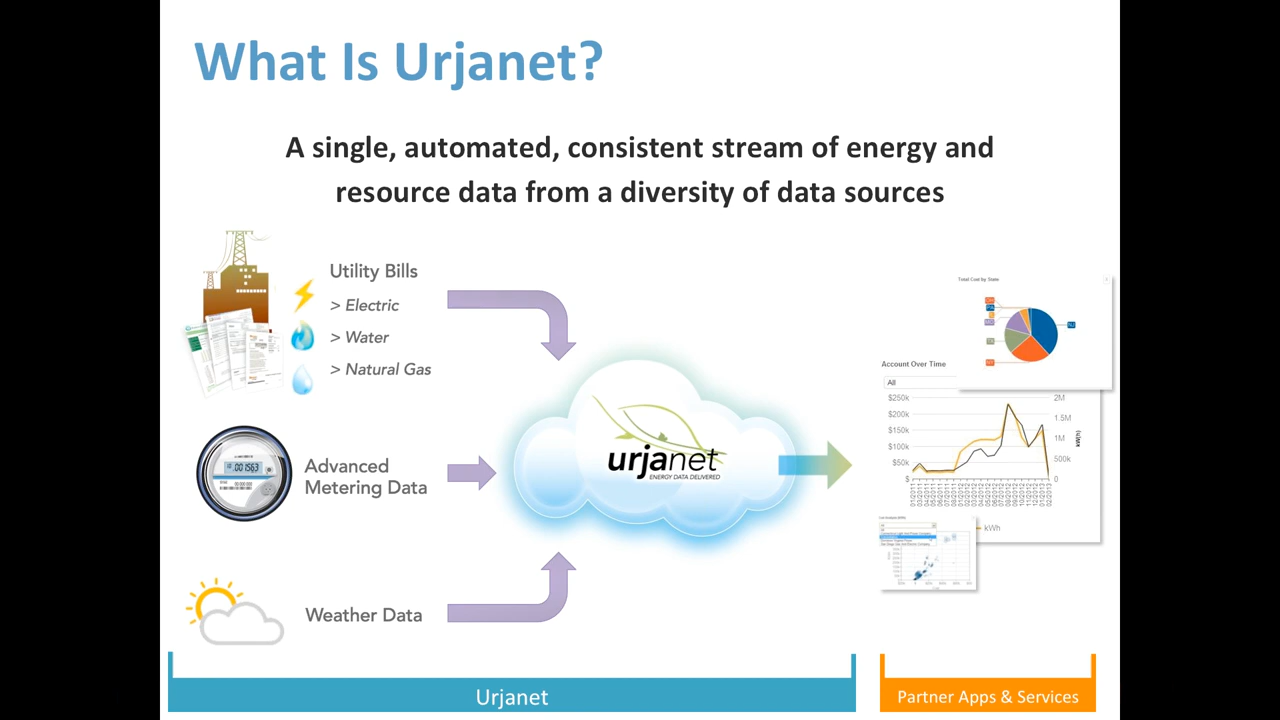 What Is Urjanet?
A single, automated, consistent stream of energy and
resource data from a diversity of data sources
Utility Bills
> Electric
> Water
> Natural Gas
Advanced
Metering Data
Weather Data
urjanet
ENERGY DATA DELIVERED
001563
Total Cost by State
Account Over Time
All
$250k
$200k
$150k
$100k
$50k
$
2M
1.5M
1M
500k
0
kW(h)
kWh
Urjanet
Partner Apps & Services